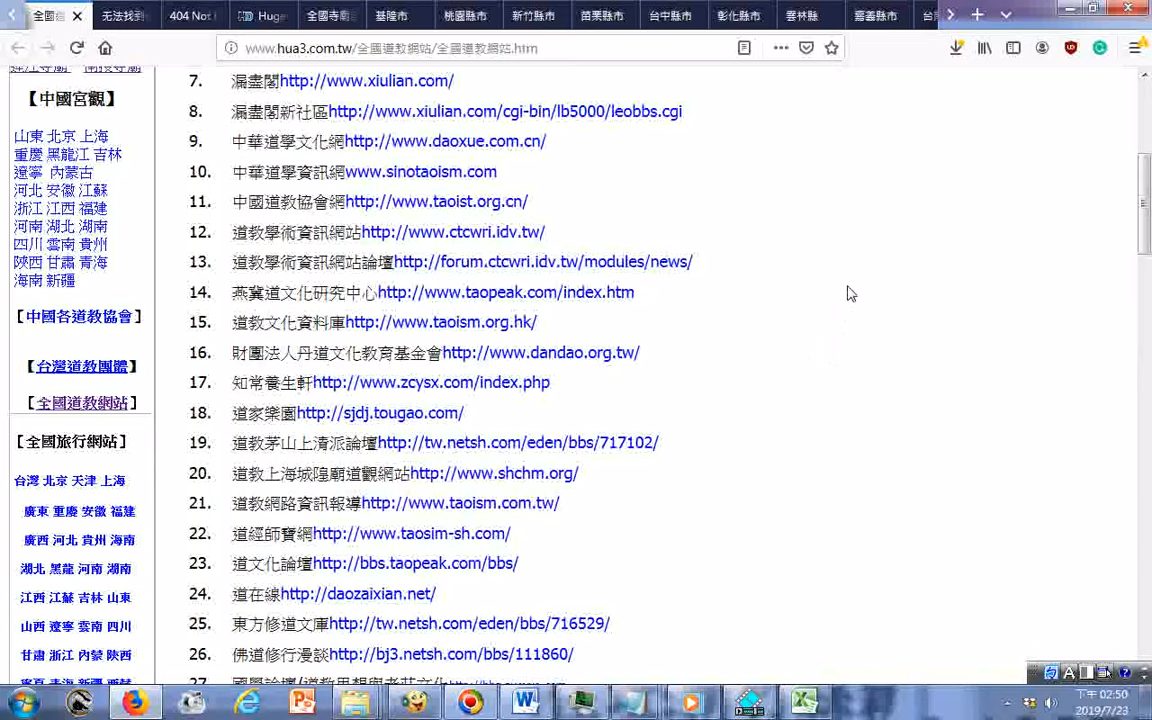 全國道
无法找到
404 Not
Huge
全國寺廟
基隆市
桃園縣市
新竹縣市
苗栗縣市
台中縣市
彰化縣市
雲林縣
嘉義縣市
www.hua3.com.tw/全國道教網站/全國道教網站.htm
【中國宮觀】
山東 北京 上海
重慶 黑龍江 吉林
遼寧 內蒙古
河北 安徽 江蘇
浙江 江西 福建
河南 湖北 湖南
四川 雲南 貴州
陝西 甘肅 青海
海南 新疆
【中國各道教協會】
【台灣道教團體】
【全國道教網站】
【全國旅行網站】
台灣 北京 天津 上海
廣東 重慶 安徽 福建
廣西 河北 貴州 海南
湖北 黑龍 河南 湖南
江西 江蘇 吉林 山東
山西 遼寧 雲南 四川
甘肅 浙江 內蒙 陝西
7. 漏盡閣http://www.xiulian.com/
8. 漏盡閣新社區http://www.xiulian.com/cgi-bin/lb5000/leobbs.cgi
9. 中華道學文化網http://www.daoxue.com.cn/
10. 中華道學資訊網www.sinotaoism.com
11. 中國道教協會網http://www.taoist.org.cn/
12. 道教學術資訊網站http://www.ctcwri.idv.tw/
13. 道教學術資訊網站論壇http://forum.ctcwri.idv.tw/modules/news/
14. 燕冀道文化研究中心http://www.taopeak.com/index.htm
15. 道教文化資料庫http://www.taoism.org.hk/
16. 財團法人丹道文化教育基金會http://www.dandao.org.tw/
17. 知常養生軒http://www.zcysx.com/index.php
18. 道家樂園http://sjdj.tougao.com/
19. 道教茅山上清派論壇http://tw.netsh.com/eden/bbs/717102/
20. 道教上海城隍廟道觀網站http://www.shchm.org/
21. 道教網路資訊報導http://www.taoism.com.tw/
22. 道經師寶網http://www.taosim-sh.com/
23. 道文化論壇http://bbs.taopeak.com/bbs/
24. 道在線http://daozaixian.net/
25. 東方修道文庫http://tw.netsh.com/eden/bbs/716529/
26. 佛道修行漫談http://bj3.netsh.com/bbs/111860/
下午 02:50
2019/7/23